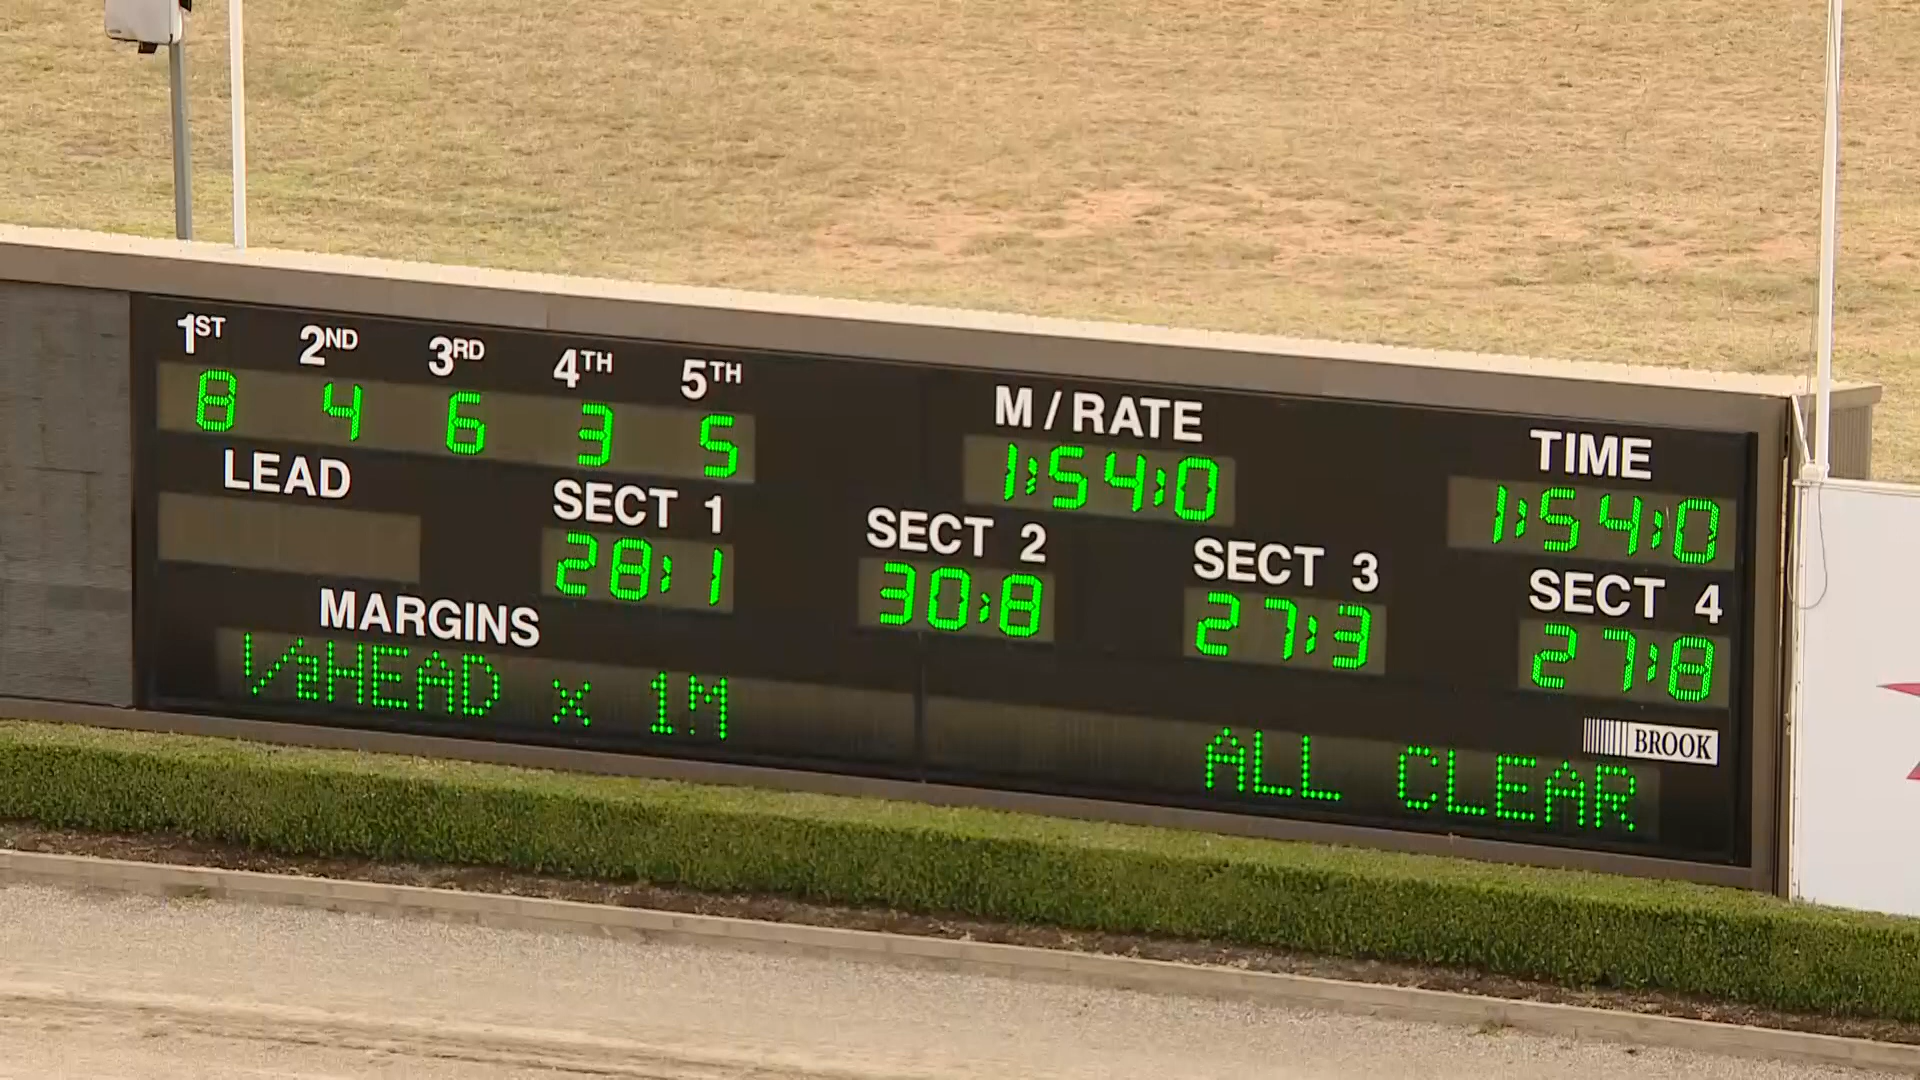 1ST 2ND 3RD 4TH 5TH
8 4 6 3 5
M/RATE
1:54:0
TIME
1:54:0
LEAD
SECT 1
28:1
SECT 2
30:8
SECT 3
27:3
SECT 4
27:8
MARGINS
1/2HEAD x 1M
BROOK
ALL CLEAR